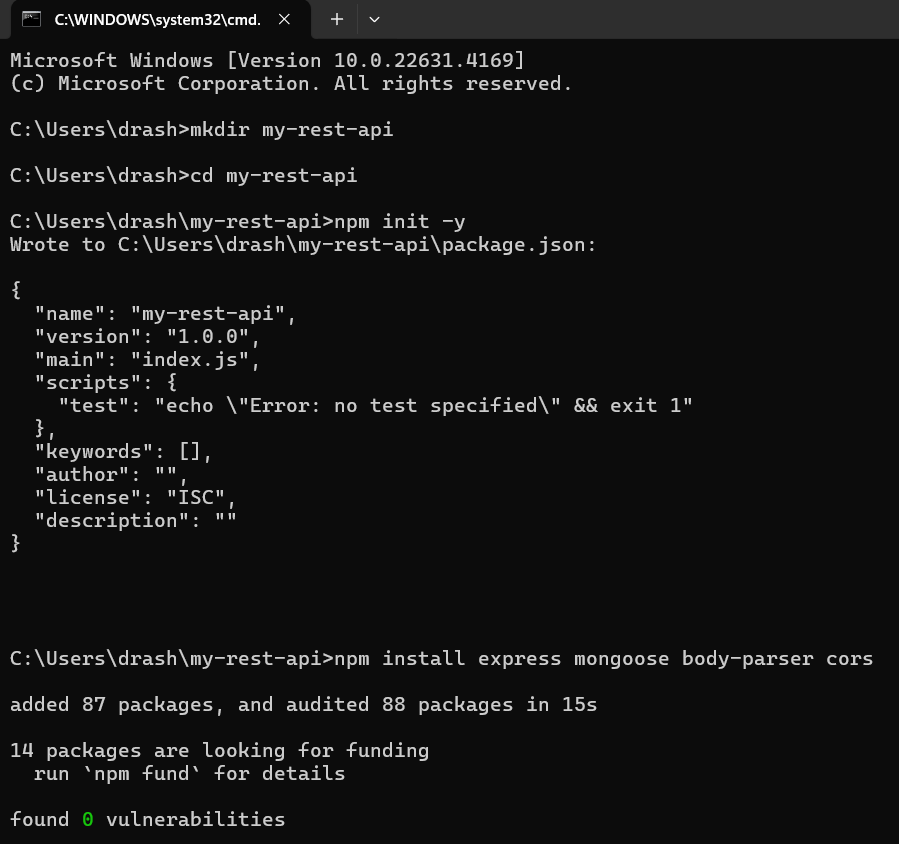 C:\WINDOWS\system32\cmd.
Microsoft Windows [Version 10.0.22631.4169]
(c) Microsoft Corporation. All rights reserved.
C:\Users\drash>mkdir my-rest-api
C:\Users\drash>cd my-rest-api
C:\Users\drash\my-rest-api>npm init -y
Wrote to C:\Users\drash\my-rest-api\package.json:
{
  "name": "my-rest-api",
  "version": "1.0.0",
  "main": "index.js",
  "scripts": {
    "test": "echo \"Error: no test specified\" && exit 1"
  },
  "keywords": [],
  "author": "",
  "license": "ISC",
  "description": ""
}
C:\Users\drash\my-rest-api>npm install express mongoose body-parser cors
added 87 packages, and audited 88 packages in 15s
14 packages are looking for funding
  run `npm fund` for details
found 0 vulnerabilities